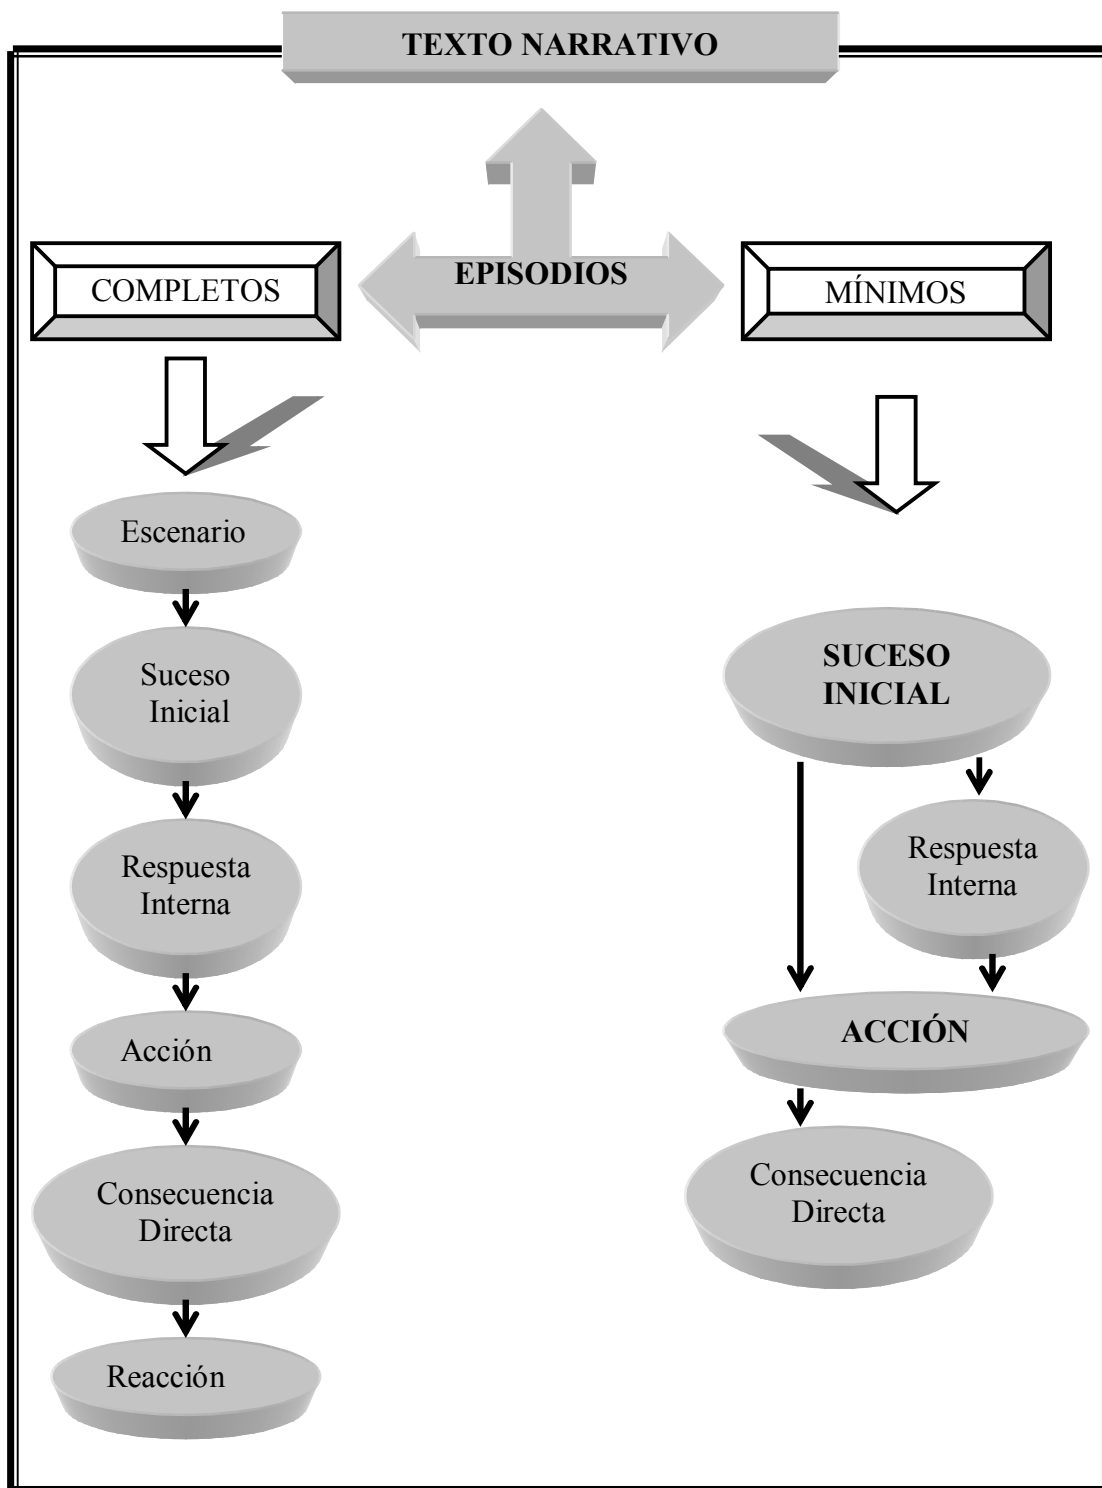 TEXTO NARRATIVO
EPISODIOS
COMPLETOS
MÍNIMOS
Escenario
Suceso
Inicial
Respuesta
Interna
Acción
Consecuencia
Directa
Reacción
SUCESO
INICIAL
Respuesta
Interna
ACCIÓN
Consecuencia
Directa